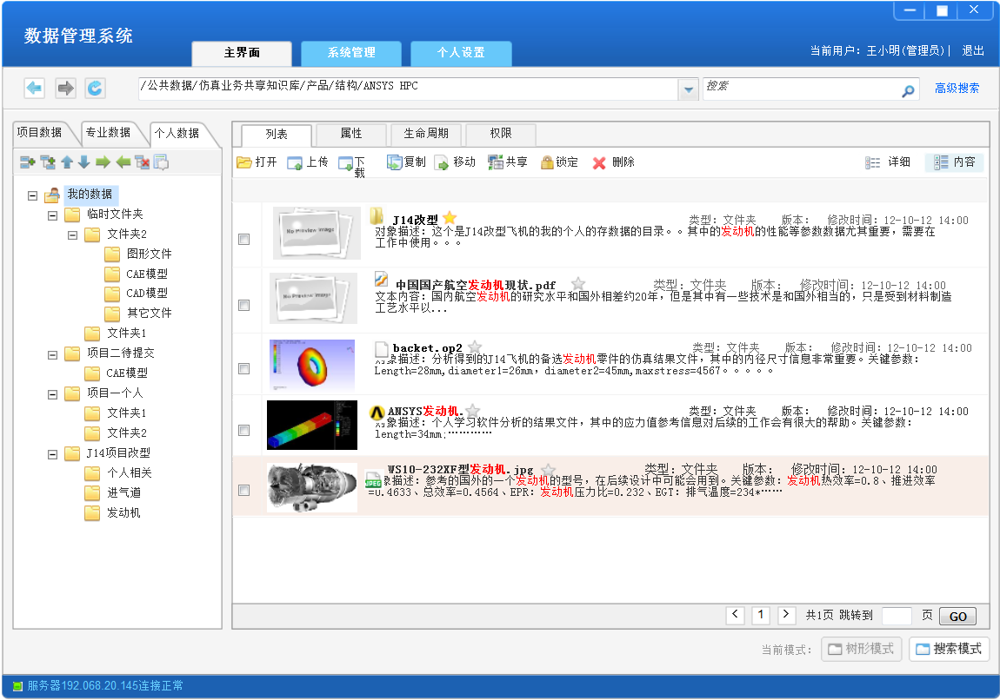 数据管理系统
主界面
系统管理
个人设置
当前用户：王小明(管理员)| 退出
/公共数据/仿真业务共享知识库/产品/结构/ANSYS HPC
搜索
高级搜索
项目数据
专业数据
个人数据
我的数据
临时文件夹
文件夹2
图形文件
CAE模型
CAD模型
其它文件
文件夹1
项目二待提交
CAE模型
项目一个人
文件夹1
文件夹2
J14项目改型
个人相关
进气道
发动机
列表
属性
生命周期
权限
打开
上传
下载
复制
移动
共享
锁定
删除
详细
内容
No Preview Image
J14改型
类型：文件夹 版本： 修改时间：12-10-12 14:00
对象描述：这个是J14改型飞机的我的个人的存数据的目录。。其中的发动机的性能等参数数据尤其重要，需要在
工作中使用。。。
No Preview Image
中国国产航空发动机现状.pdf
类型：文件夹 版本： 修改时间：12-10-12 14:00
文本内容：国内航空发动机的研究水平和国外相差约20年，但是其中有一些技术是和国外相当的，只是受到材料制造
工艺水平以...
backet.op2
类型：文件夹 版本： 修改时间：12-10-12 14:00
对象描述：分析得到的J14飞机的备选发动机零件的仿真结果文件，其中的内径尺寸信息非常重要。关键参数：
Length=28mm,diameter1=26mm，diameter2=45mm,maxstress=4567。。。。。
ANSYS发动机.
类型：文件夹 版本： 修改时间：12-10-12 14:00
对象描述：个人学习软件分析的结果文件，其中的应力值参考信息对后续的工作会有很大的帮助。关键参数：
length=34mm;…………
WS10-232XF型发动机.jpg
类型：文件夹 版本： 修改时间：12-10-12 14:00
JPEG
象描述：参考的国外的一个发动机的型号，在后续设计中可能会用到。关键参数：发动机热效率=0.8、推进效率
=0.4633、总效率=0.4564、EPR：发动机压力比=0.232、EGT：排气温度=234*……
<
1
>
共1页 跳转到
页
GO
当前模式：
树形模式
搜索模式
服务器192.068.20.145连接正常